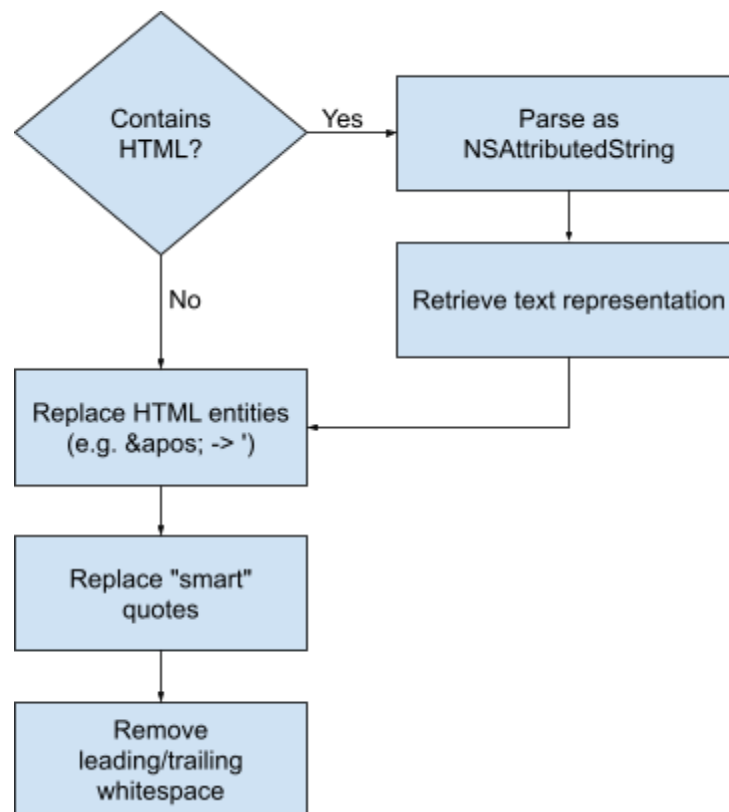 Contains
HTML?
Yes
Parse as
NSAttributedString
Retrieve text representation
No
Replace HTML entities
(e.g. &apos; -> ')
Replace "smart"
quotes
Remove
leading/trailing
whitespace